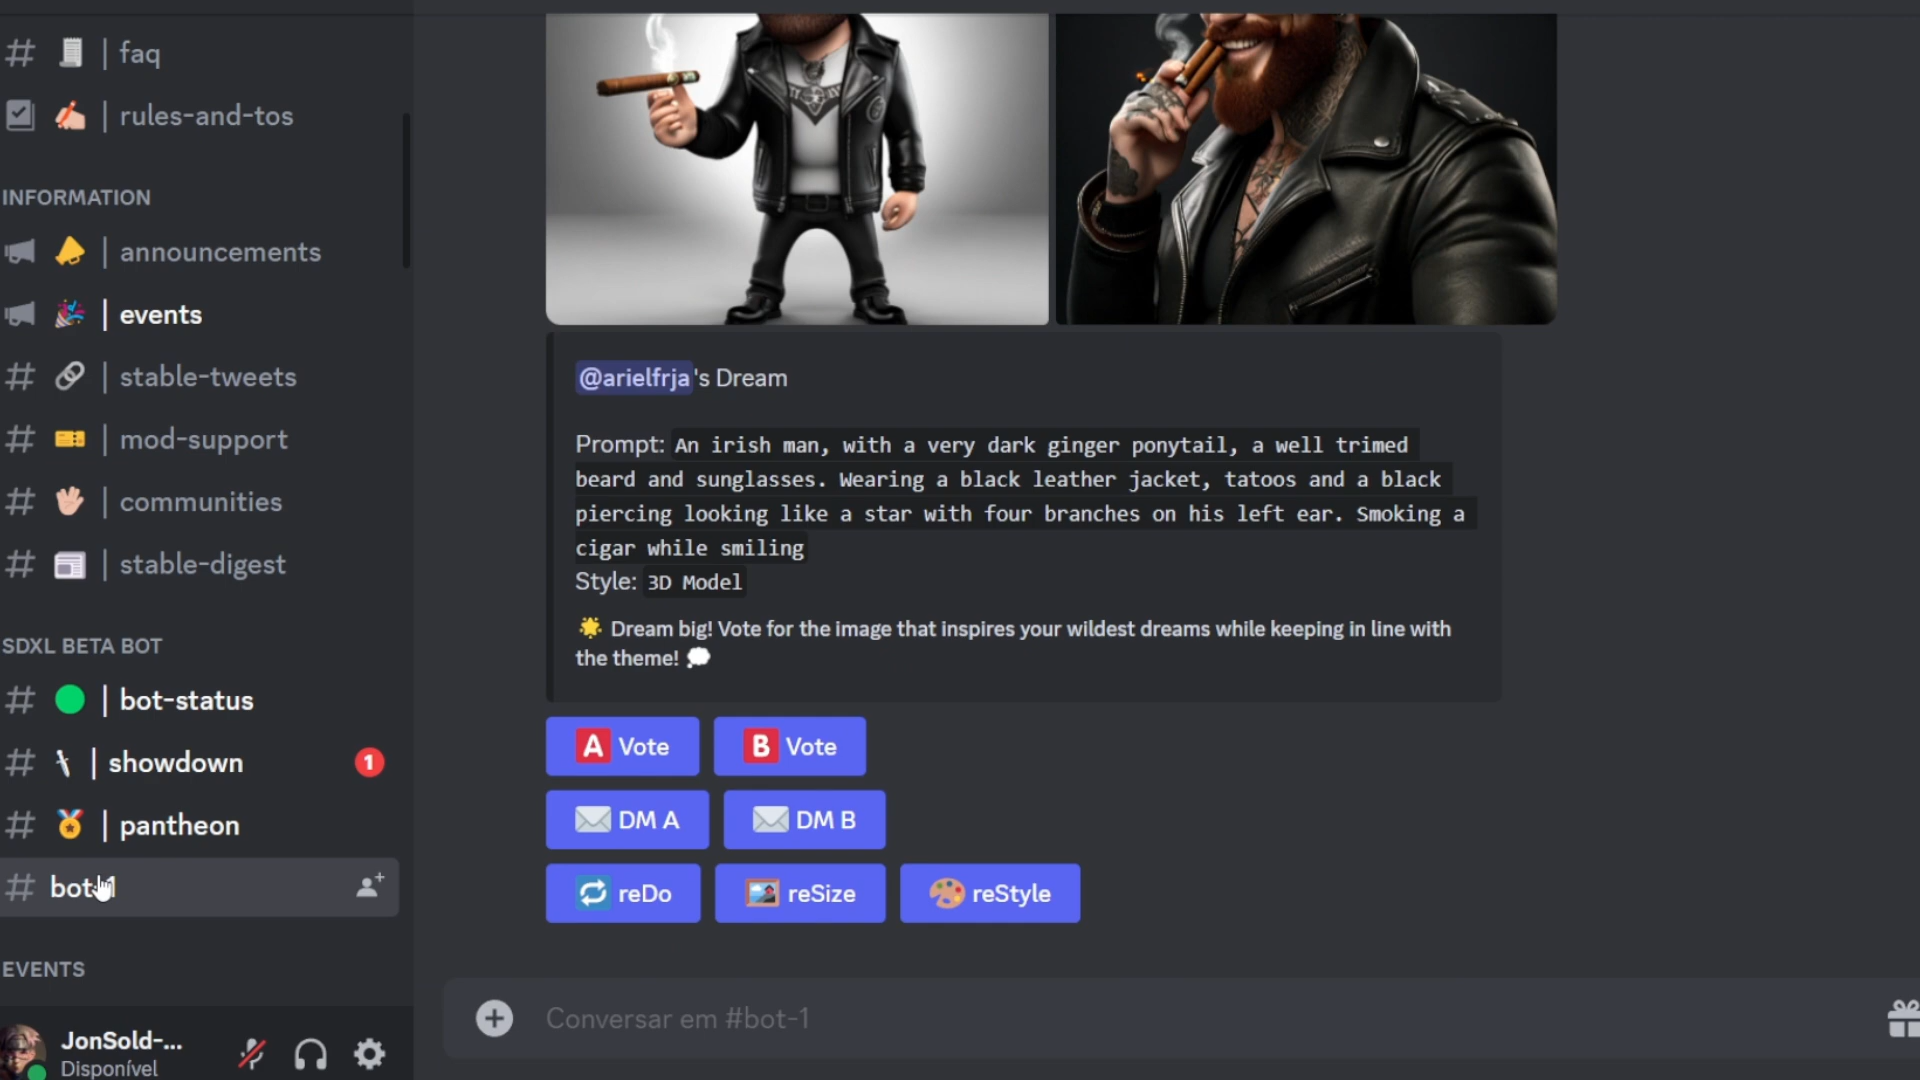 faq
rules-and-tos
INFORMATION
announcements
events
stable-tweets
mod-support
communities
stable-digest
SDXL BETA BOT
bot-status
showdown 1
pantheon
bot-1
EVENTS
JonSold-...
Disponível
@arielfrja's Dream
Prompt: An irish man, with a very dark ginger ponytail, a well trimed
beard and sunglasses. Wearing a black leather jacket, tatoos and a black
piercing looking like a star with four branches on his left ear. Smoking a
cigar while smiling
Style: 3D Model
Dream big! Vote for the image that inspires your wildest dreams while keeping in line with
the theme!
A Vote B Vote
DM A DM B
reDo reSize reStyle
Conversar em #bot-1